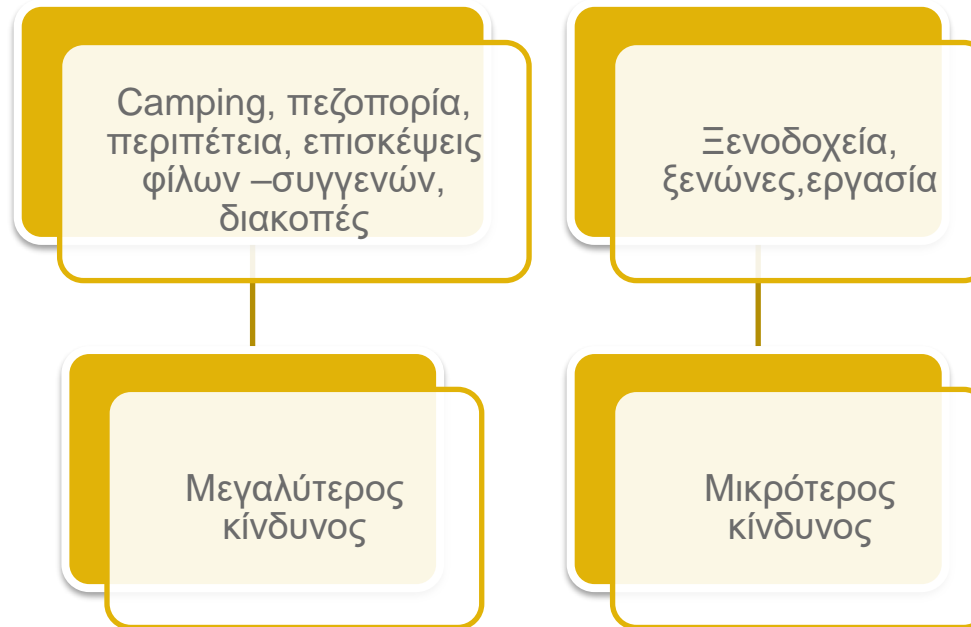 Camping, πεζοπορία,
περιπέτεια, επισκέψεις
φίλων –συγγενών,
διακοπές
Ξενοδοχεία,
ξενώνες,εργασία
Μεγαλύτερος
κίνδυνος
Μικρότερος
κίνδυνος